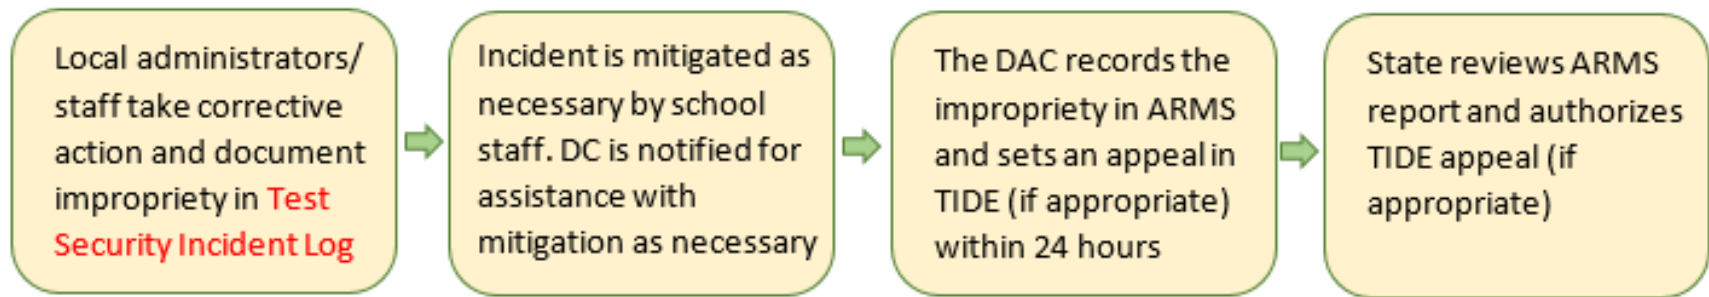 Local administrators/
staff take corrective
action and document
impropriety in Test
Security Incident Log
Incident is mitigated as
necessary by school
staff. DC is notified for
assistance with
mitigation as necessary
The DAC records the
impropriety in ARMS
and sets an appeal in
TIDE (if appropriate)
within 24 hours
State reviews ARMS
report and authorizes
TIDE appeal (if
appropriate)